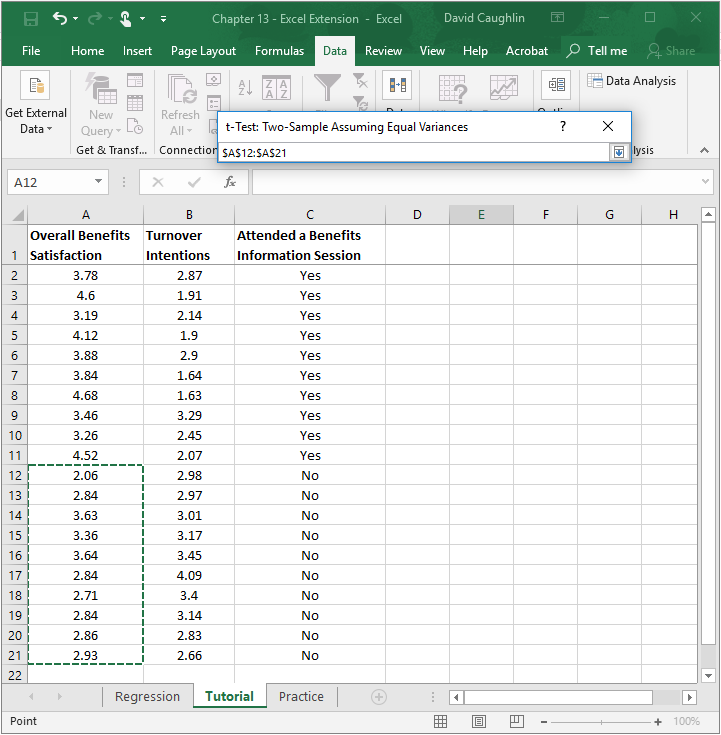 Chapter 13 - Excel Extension - Excel David Caughlin
File Home Insert Page Layout Formulas Data Review View Help Acrobat Tell me Share
Get External
Data
New
Query
Get & Transf...
Refresh
All
Connection
Data Analysis
lysis
t-Test: Two-Sample Assuming Equal Variances ? ×
$A$12:$A$21
A12 fx
A B C D E F G H
1 Overall Benefits Turnover Attended a Benefits
Satisfaction Intentions Information Session
2 3.78 2.87 Yes
3 4.6 1.91 Yes
4 3.19 2.14 Yes
5 4.12 1.9 Yes
6 3.88 2.9 Yes
7 3.84 1.64 Yes
8 4.68 1.63 Yes
9 3.46 3.29 Yes
10 3.26 2.45 Yes
11 4.52 2.07 Yes
12 2.06 2.98 No
13 2.84 2.97 No
14 3.63 3.01 No
15 3.36 3.17 No
16 3.64 3.45 No
17 2.84 4.09 No
18 2.71 3.4 No
19 2.84 3.14 No
20 2.86 2.83 No
21 2.93 2.66 No
22
Regression Tutorial Practice
Point 100%